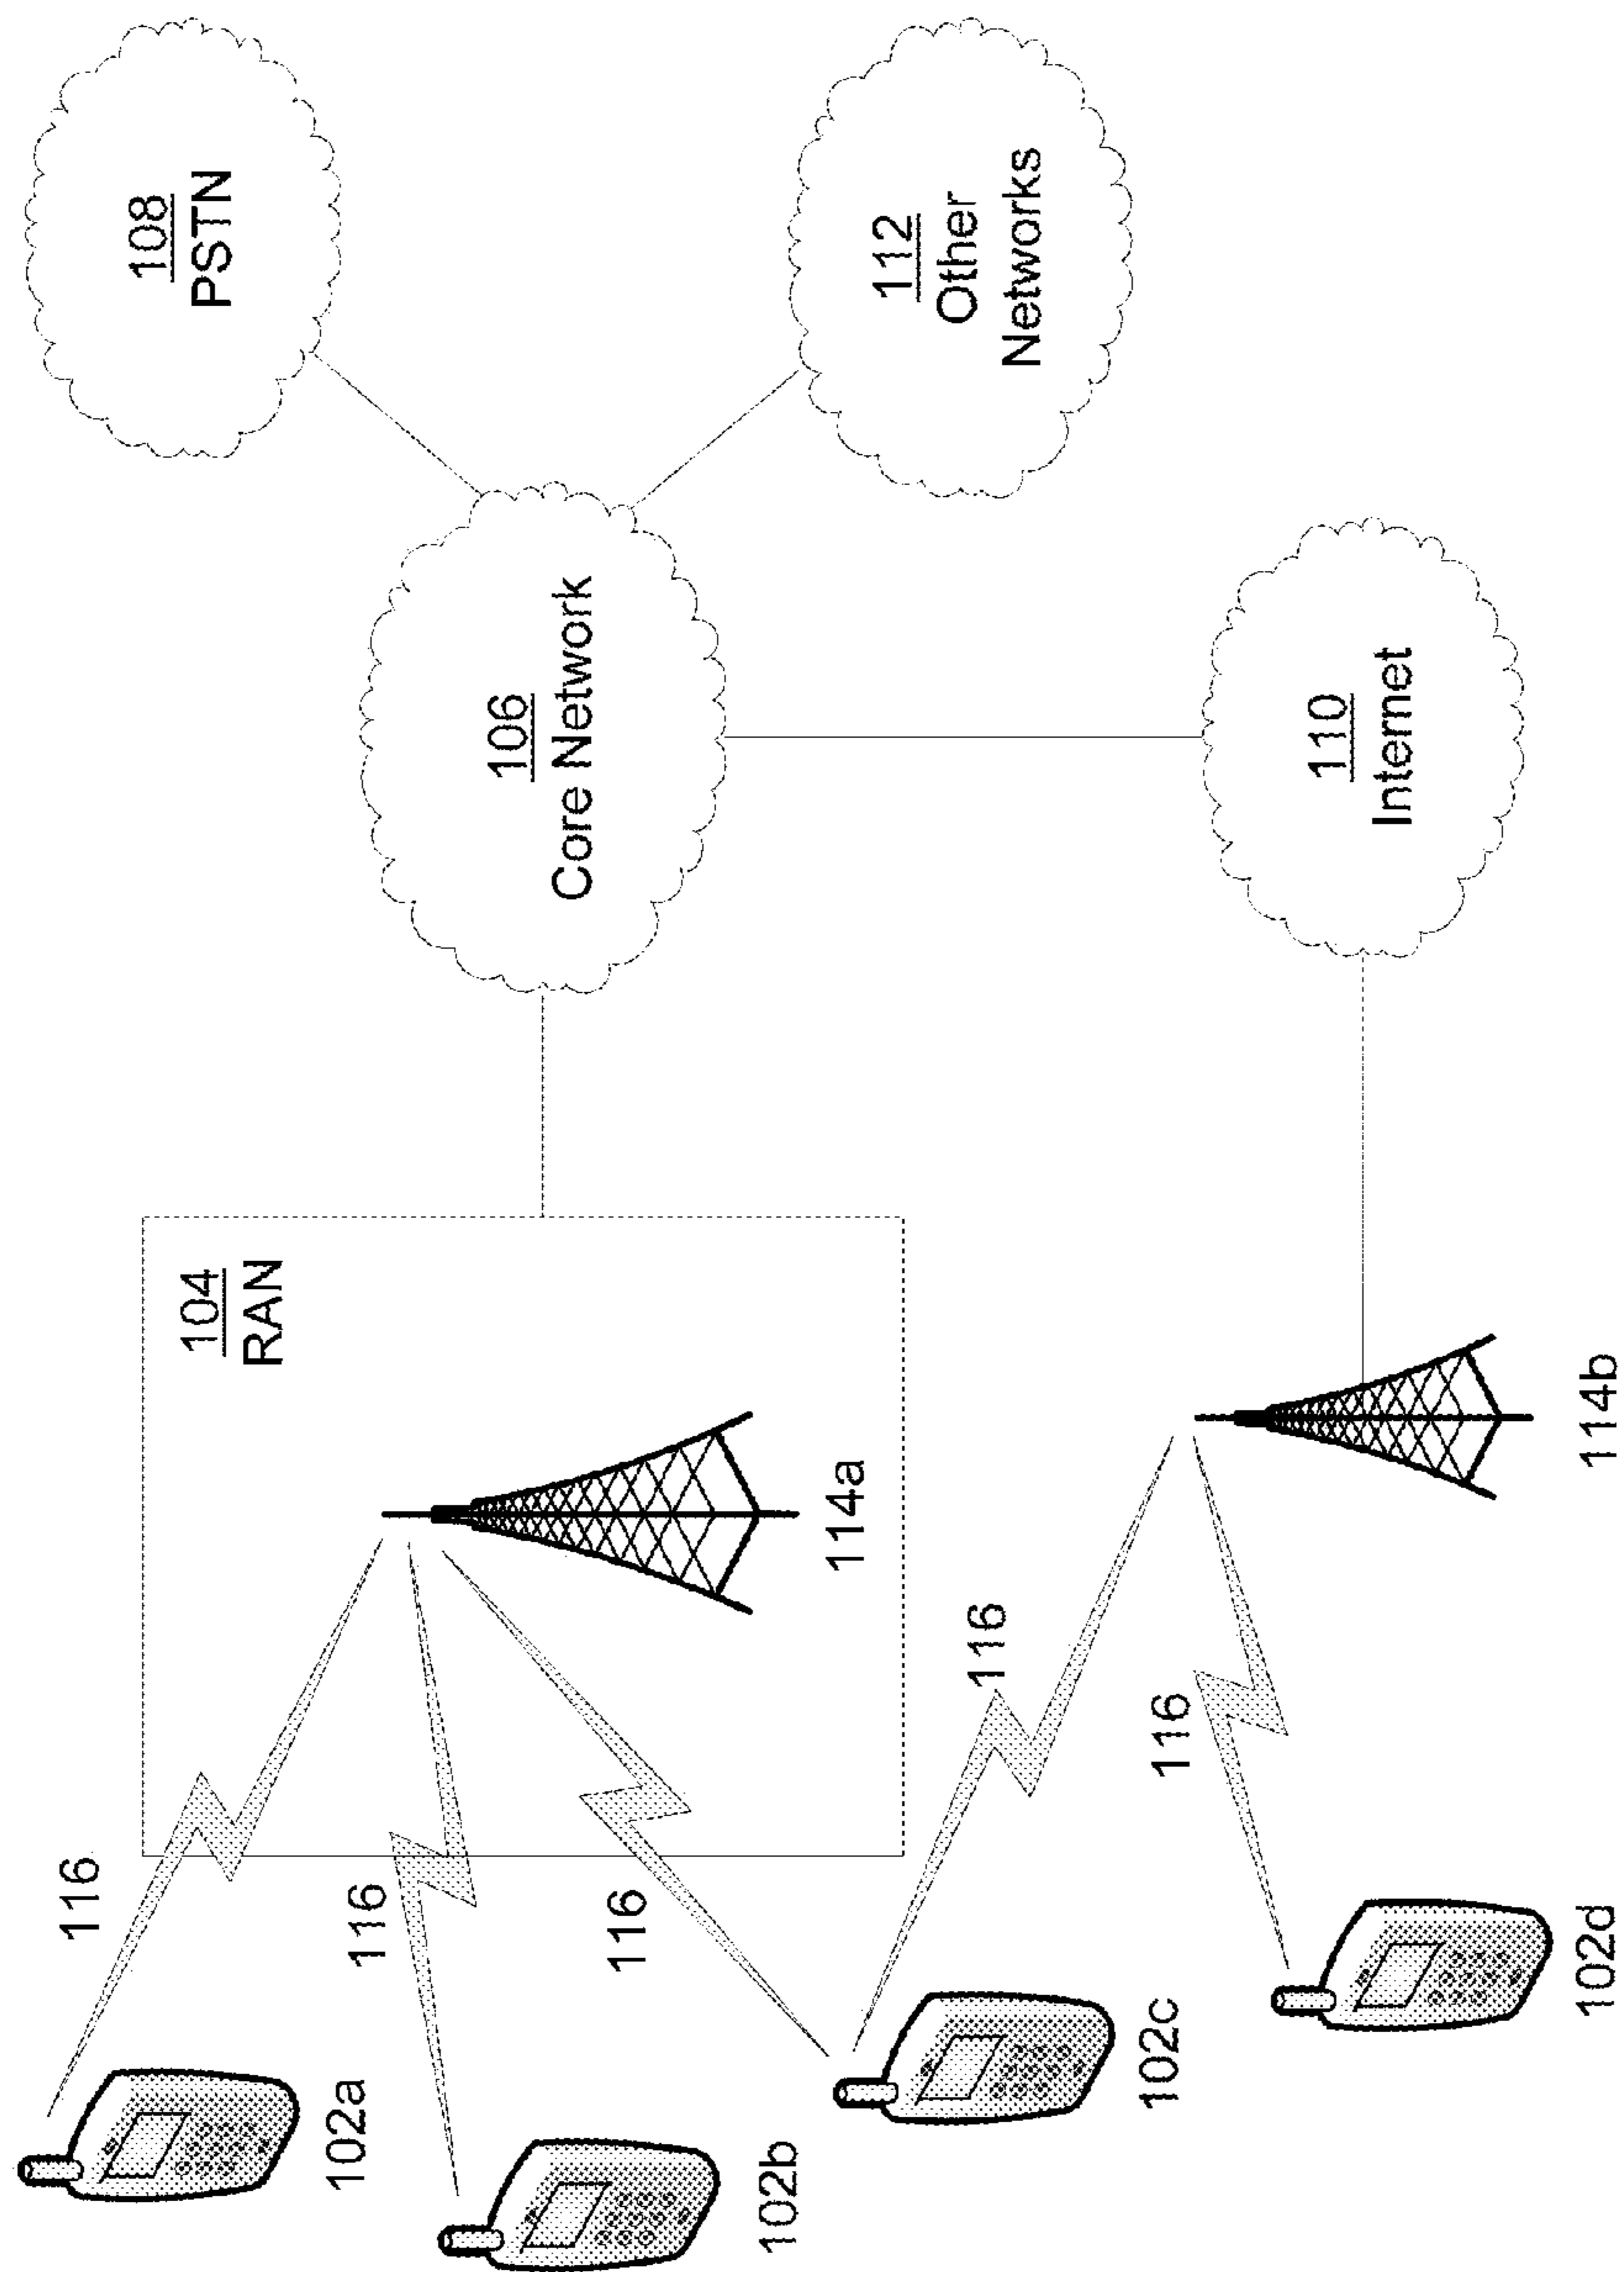 108
PSTN
106
Core Network
112
Other
Networks
104
RAN
110
Internet
114a
114b
116
116
116
116
116
102a
102b
102c
102d